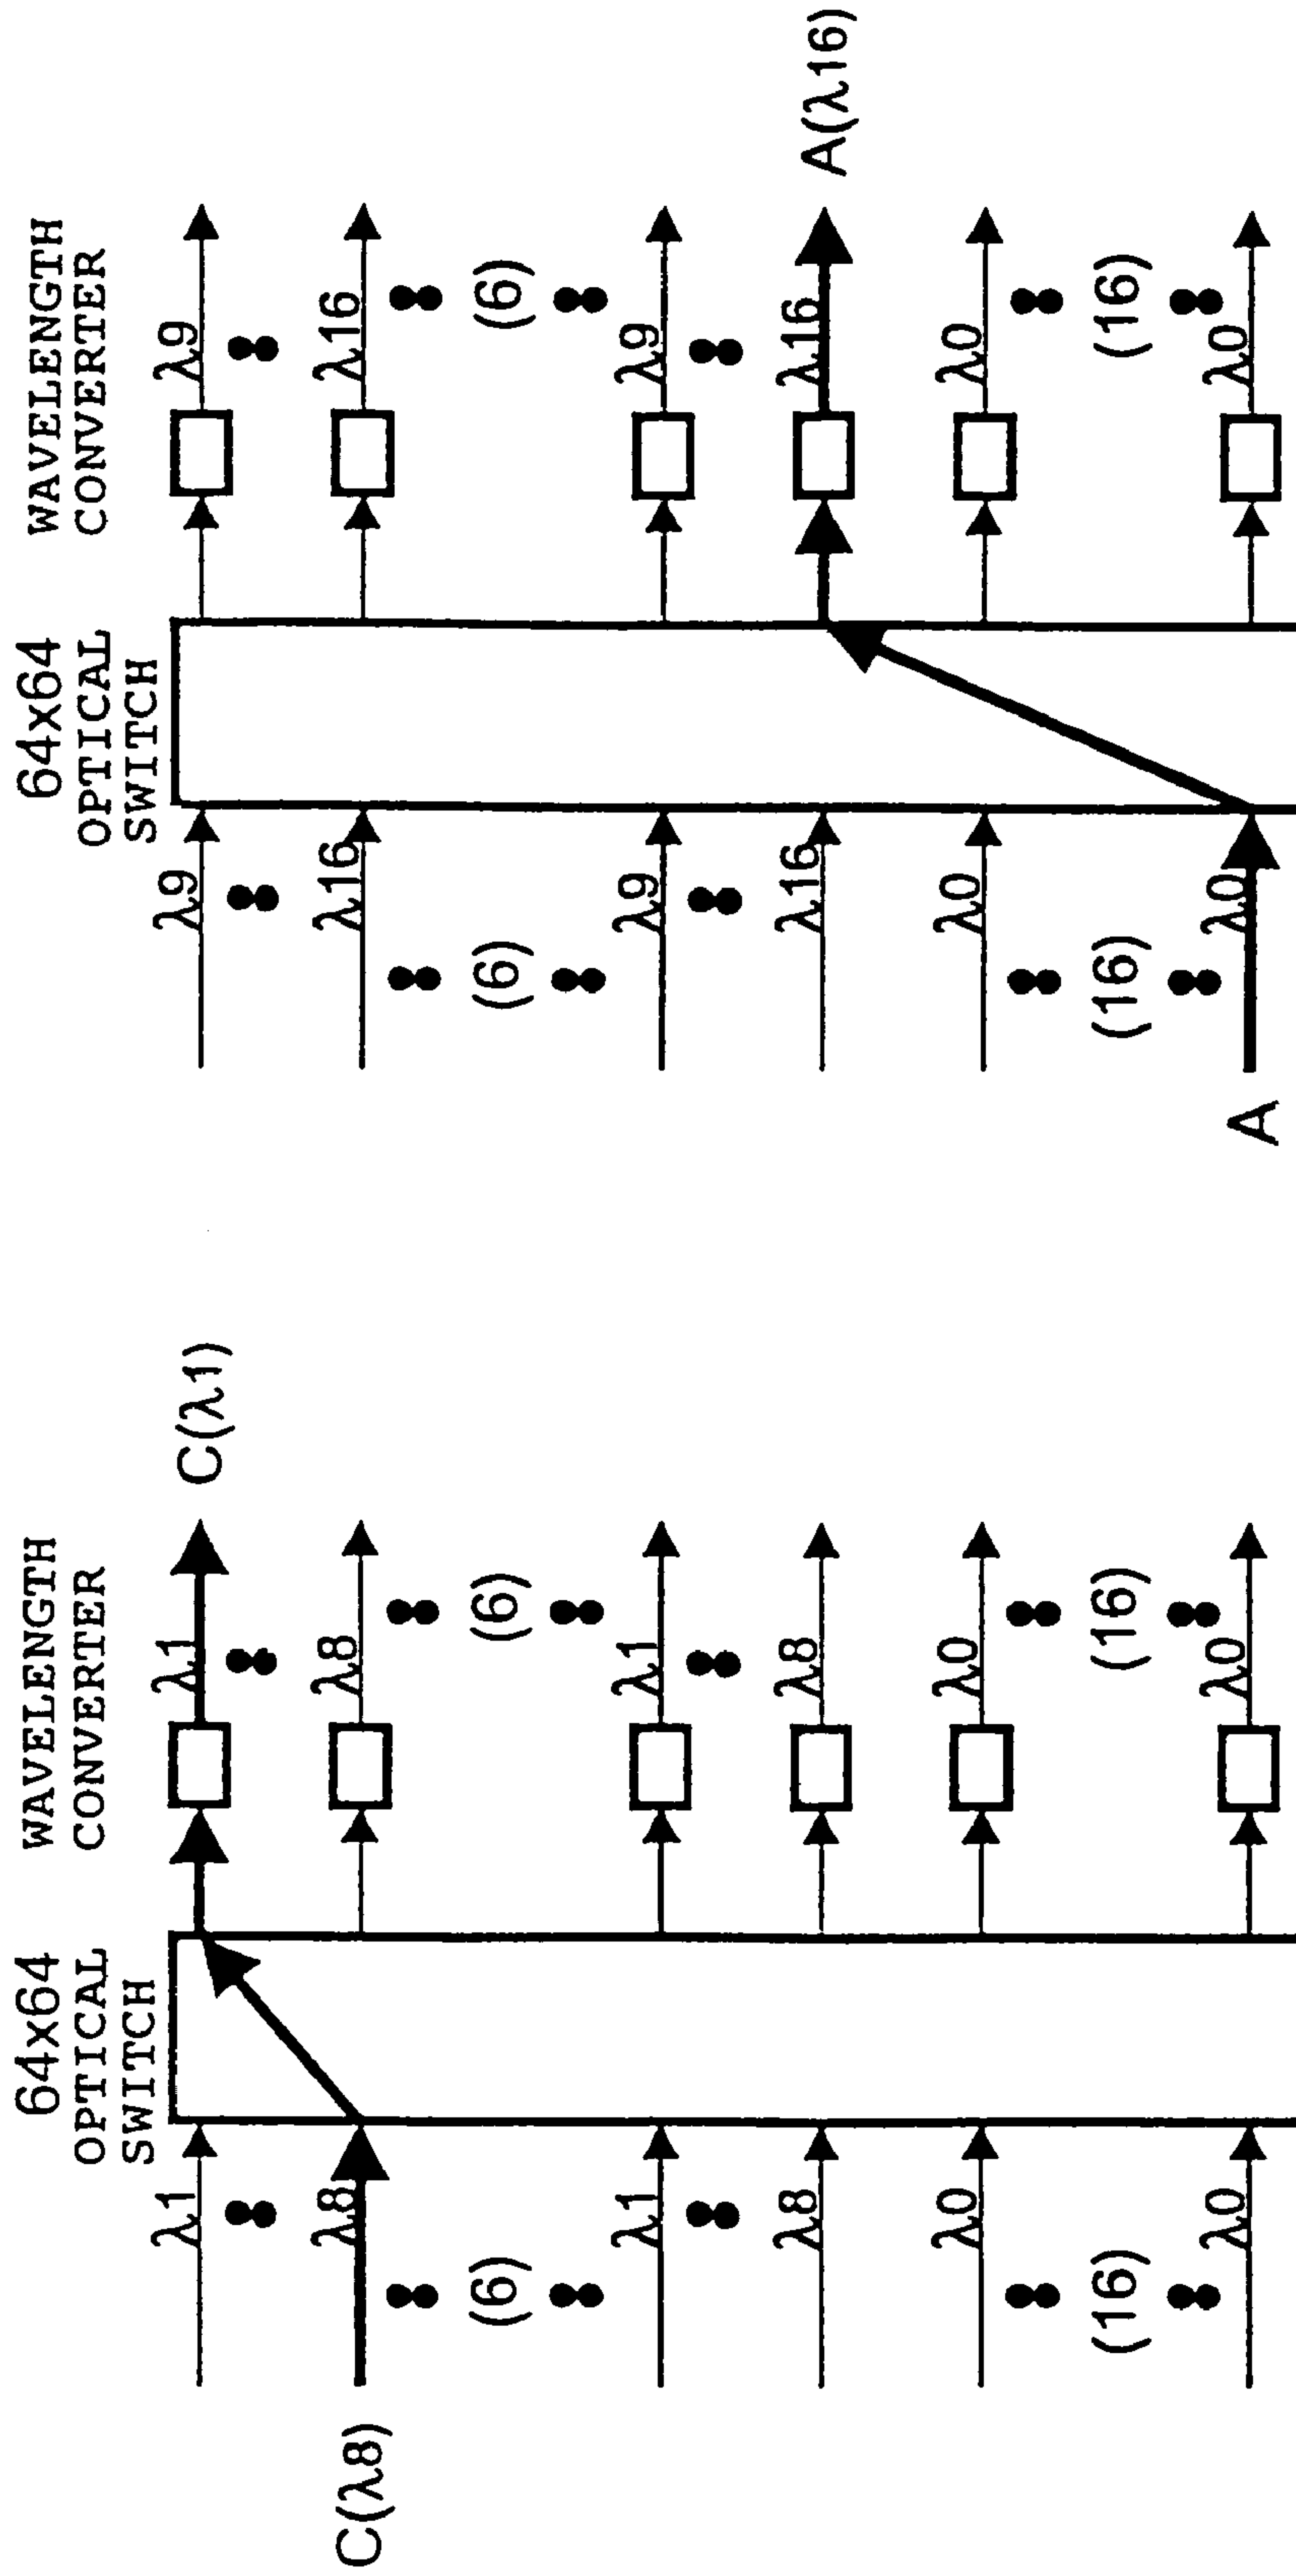 64x64
OPTICAL
SWITCH
WAVELENGTH
CONVERTER
λ1
λ1
C(λ1)
C(λ8)
λ8
λ8
(6)
(6)
λ1
λ1
λ8
λ8
λ0
λ0
(16)
(16)
λ0
λ0
64x64
OPTICAL
SWITCH
WAVELENGTH
CONVERTER
λ9
λ9
λ16
λ16
(6)
(6)
λ9
λ9
λ16
λ16
A(λ16)
λ0
λ0
(16)
(16)
A
λ0
λ0